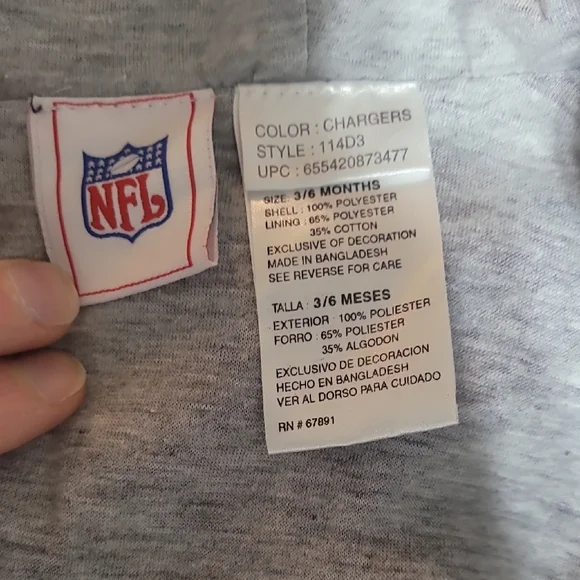 NFL
COLOR : CHARGERS
STYLE : 114D3
UPC : 655420873477
SIZE: 3/6 MONTHS
SHELL : 100% POLYESTER
LINING : 65% POLYESTER
35% COTTON
EXCLUSIVE OF DECORATION
MADE IN BANGLADESH
SEE REVERSE FOR CARE
TALLA : 3/6 MESES
EXTERIOR : 100% POLIESTER
FORRO : 65% POLIESTER
35% ALGODON
EXCLUSIVO DE DECORACION
HECHO EN BANGLADESH
VER AL DORSO PARA CUIDADO
RN # 67891